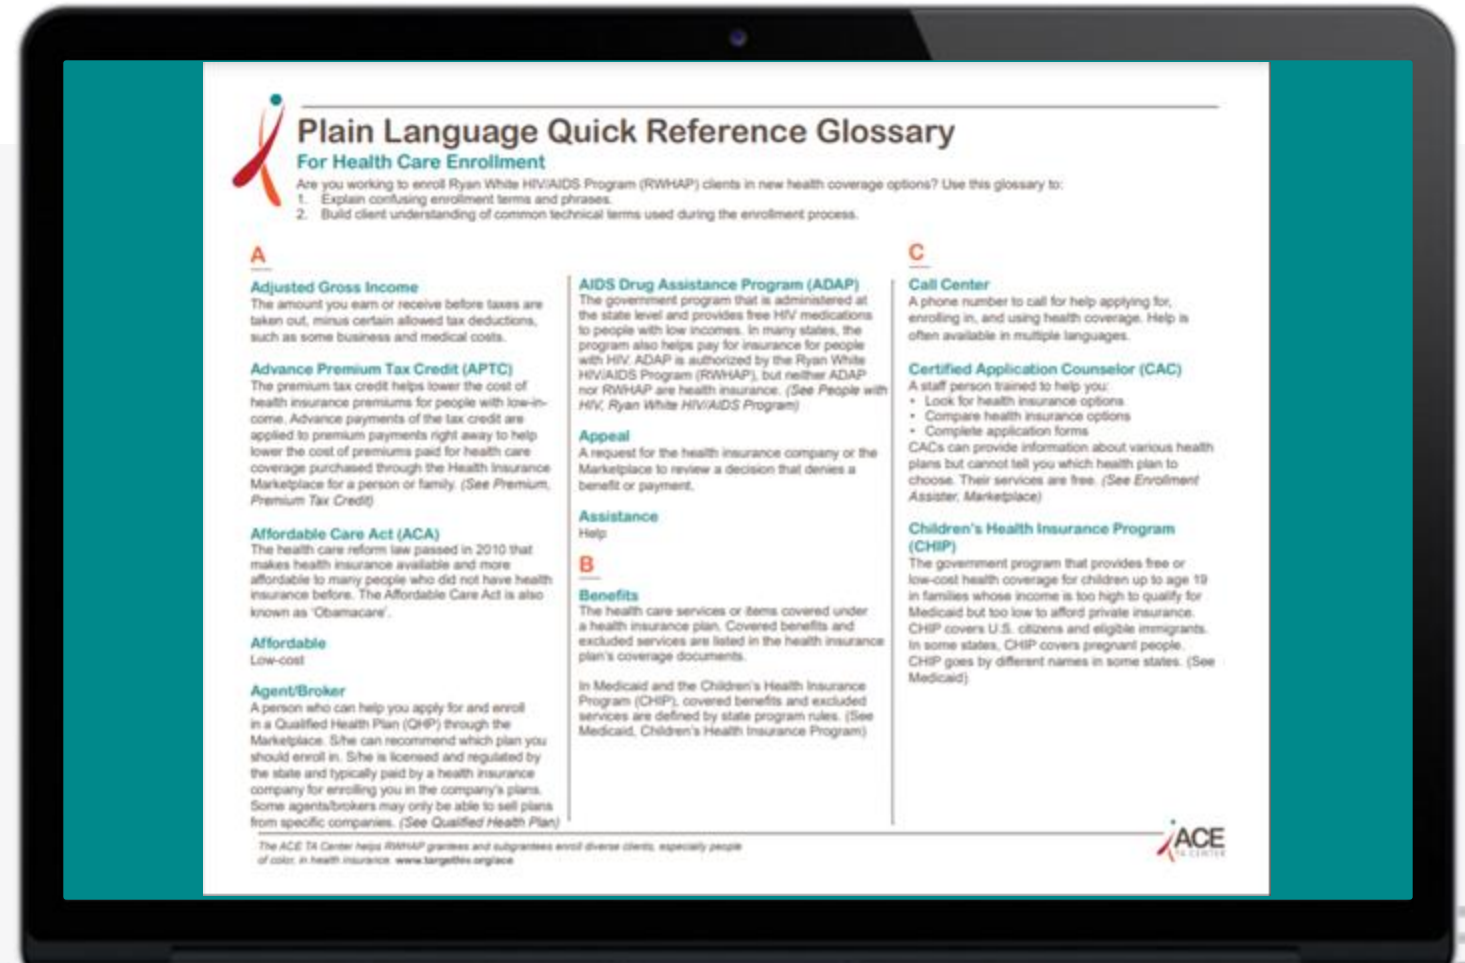 Plain Language Quick Reference Glossary
For Health Care Enrollment
Are you working to enroll Ryan White HIV/AIDS Program (RWHAP) clients in new health coverage options? Use this glossary to:
1. Explain confusing enrollment terms and phrases.
2. Build client understanding of common technical terms used during the enrollment process.
A
Adjusted Gross Income
The amount you earn or receive before taxes are
taken out, minus certain allowed tax deductions,
such as some business and medical costs.
Advance Premium Tax Credit (APTC)
The premium tax credit helps lower the cost of
health insurance premiums for people with low-in-
come. Advance payments of the tax credit are
applied to premium payments right away to help
lower the cost of premiums paid for health care
coverage purchased through the Health Insurance
Marketplace for a person or family. (See Premium,
Premium Tax Credit)
Affordable Care Act (ACA)
The health care reform law passed in 2010 that
makes health insurance available and more
affordable to many people who did not have health
insurance before. The Affordable Care Act is also
known as 'Obamacare'.
Affordable
Low-cost
Agent/Broker
A person who can help you apply for and enroll
in a Qualified Health Plan (QHP) through the
Marketplace. S/he can recommend which plan you
should enroll in. S/he is licensed and regulated by
the state and typically paid by a health insurance
company for enrolling you in the company's plans.
Some agents/brokers may only be able to sell plans
from specific companies. (See Qualified Health Plan)
AIDS Drug Assistance Program (ADAP)
The government program that is administered at
the state level and provides free HIV medications
to people with low incomes. In many states, the
program also helps pay for insurance for people
with HIV. ADAP is authorized by the Ryan White
HIV/AIDS Program (RWHAP), but neither ADAP
nor RWHAP are health insurance. (See People with
HIV, Ryan White HIV/AIDS Program)
Appeal
A request for the health insurance company or the
Marketplace to review a decision that denies a
benefit or payment.
Assistance
Help
B
Benefits
The health care services or items covered under
a health insurance plan. Covered benefits and
excluded services are listed in the health insurance
plan's coverage documents.
In Medicaid and the Children's Health Insurance
Program (CHIP), covered benefits and excluded
services are defined by state program rules. (See
Medicaid, Children's Health Insurance Program)
C
Call Center
A phone number to call for help applying for,
enrolling in, and using health coverage. Help is
often available in multiple languages.
Certified Application Counselor (CAC)
A staff person trained to help you:
• Look for health insurance options
• Compare health insurance options
• Complete application forms
CACs can provide information about various health
plans but cannot tell you which health plan to
choose. Their services are free. (See Enrollment
Assister, Marketplace)
Children's Health Insurance Program
(CHIP)
The government program that provides free or
low-cost health coverage for children up to age 19
in families whose income is too high to qualify for
Medicaid but too low to afford private insurance.
CHIP covers U.S. citizens and eligible immigrants.
In some states, CHIP covers pregnant people.
CHIP goes by different names in some states. (See
Medicaid)
The ACE TA Center helps RWHAP grantees and subgrantees enroll diverse clients, especially people
of color, in health insurance. www.targethiv.org/ace
ACE
TA CENTER